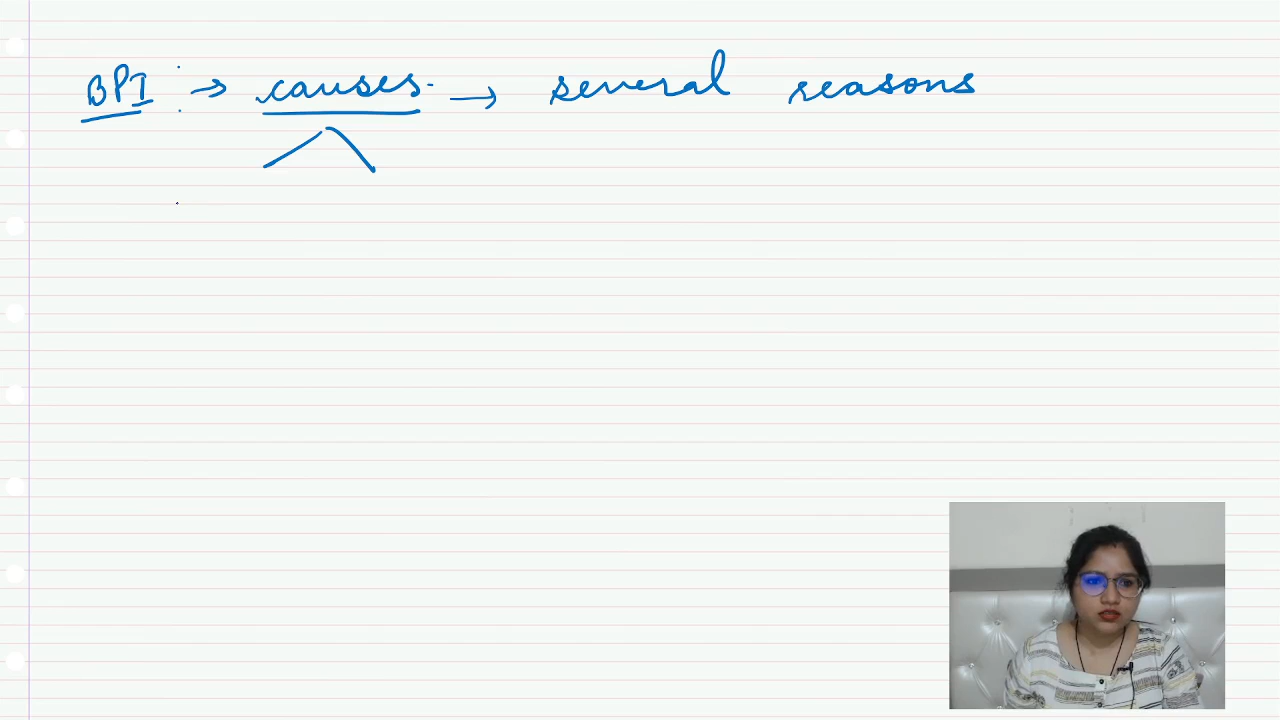 BPI : → causes. → several reasons